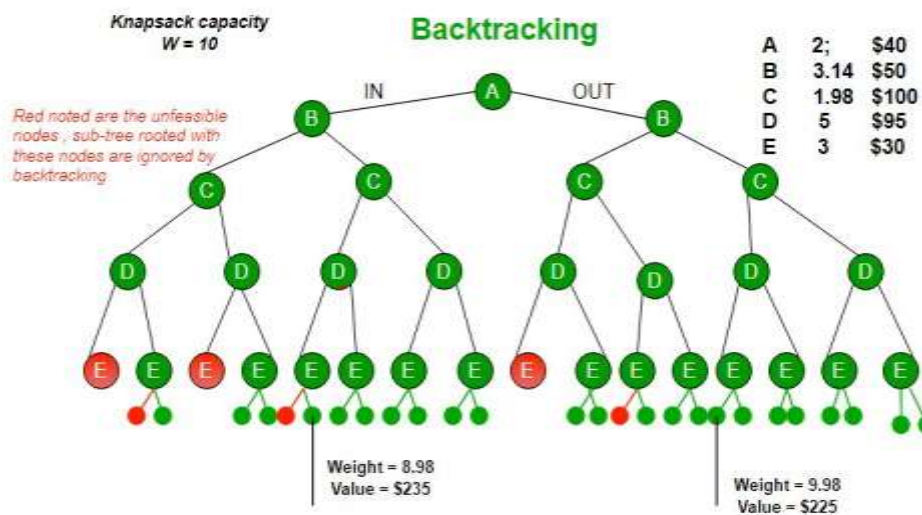 Knapsack capacity
W = 10
Backtracking
A 2; $40
B 3.14 $50
C 1.98 $100
D 5 $95
E 3 $30
Red noted are the unfeasible
nodes , sub-tree rooted with
these nodes are ignored by
backtracking
IN
OUT
A
B B
C C C C
D D D D D D D D
E E E E E E E E E E E E E E E E
Weight = 8.98
Value = $235
Weight = 9.98
Value = $225